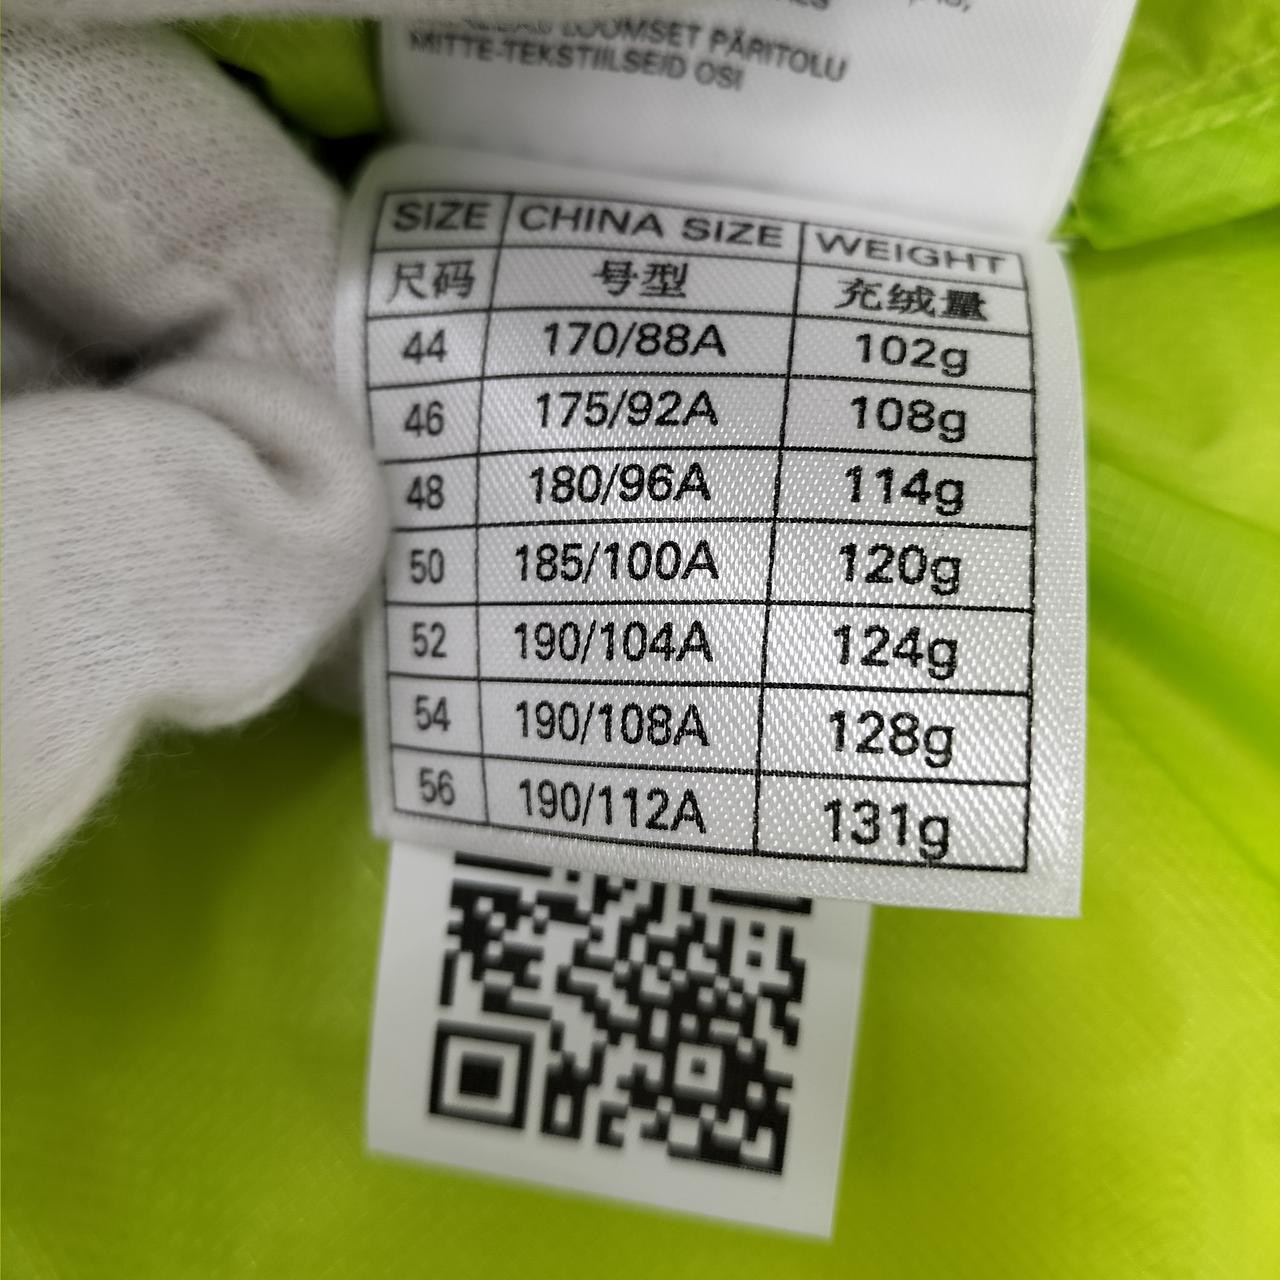 LOOMSET PÄRITOLU
MITTE-TEKSTIILSEID OSI
SIZE CHINA SIZE WEIGHT
尺码 号型 充绒量
44 170/88A 102g
46 175/92A 108g
48 180/96A 114g
50 185/100A 120g
52 190/104A 124g
54 190/108A 128g
56 190/112A 131g